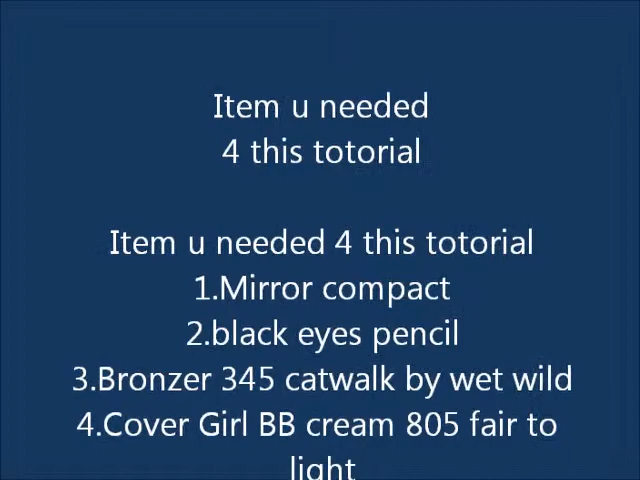 Item u needed
4 this totorial
Item u needed 4 this totorial
1.Mirror compact
2.black eyes pencil
3.Bronzer 345 catwalk by wet wild
4.Cover Girl BB cream 805 fair to
light